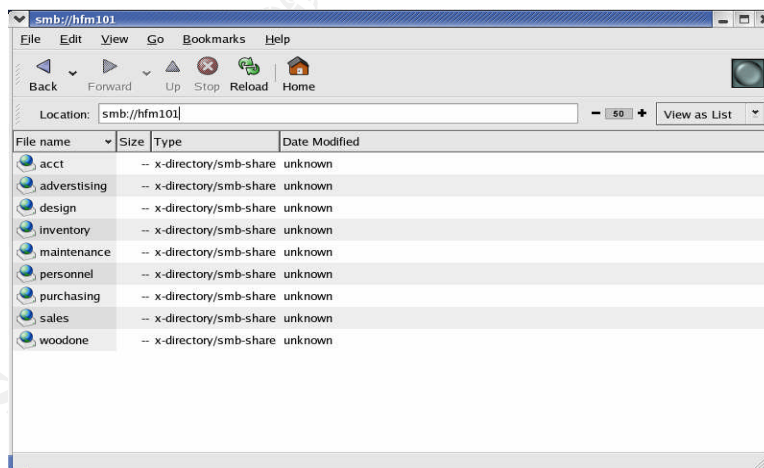 smb://hfm101
File Edit View Go Bookmarks Help
Back Forward Up Stop Reload Home
Location: smb://hfm101 50 View as List
File name Size Type Date Modified
acct -- x-directory/smb-share unknown
adverstising -- x-directory/smb-share unknown
design -- x-directory/smb-share unknown
inventory -- x-directory/smb-share unknown
maintenance -- x-directory/smb-share unknown
personnel -- x-directory/smb-share unknown
purchasing -- x-directory/smb-share unknown
sales -- x-directory/smb-share unknown
woodone -- x-directory/smb-share unknown